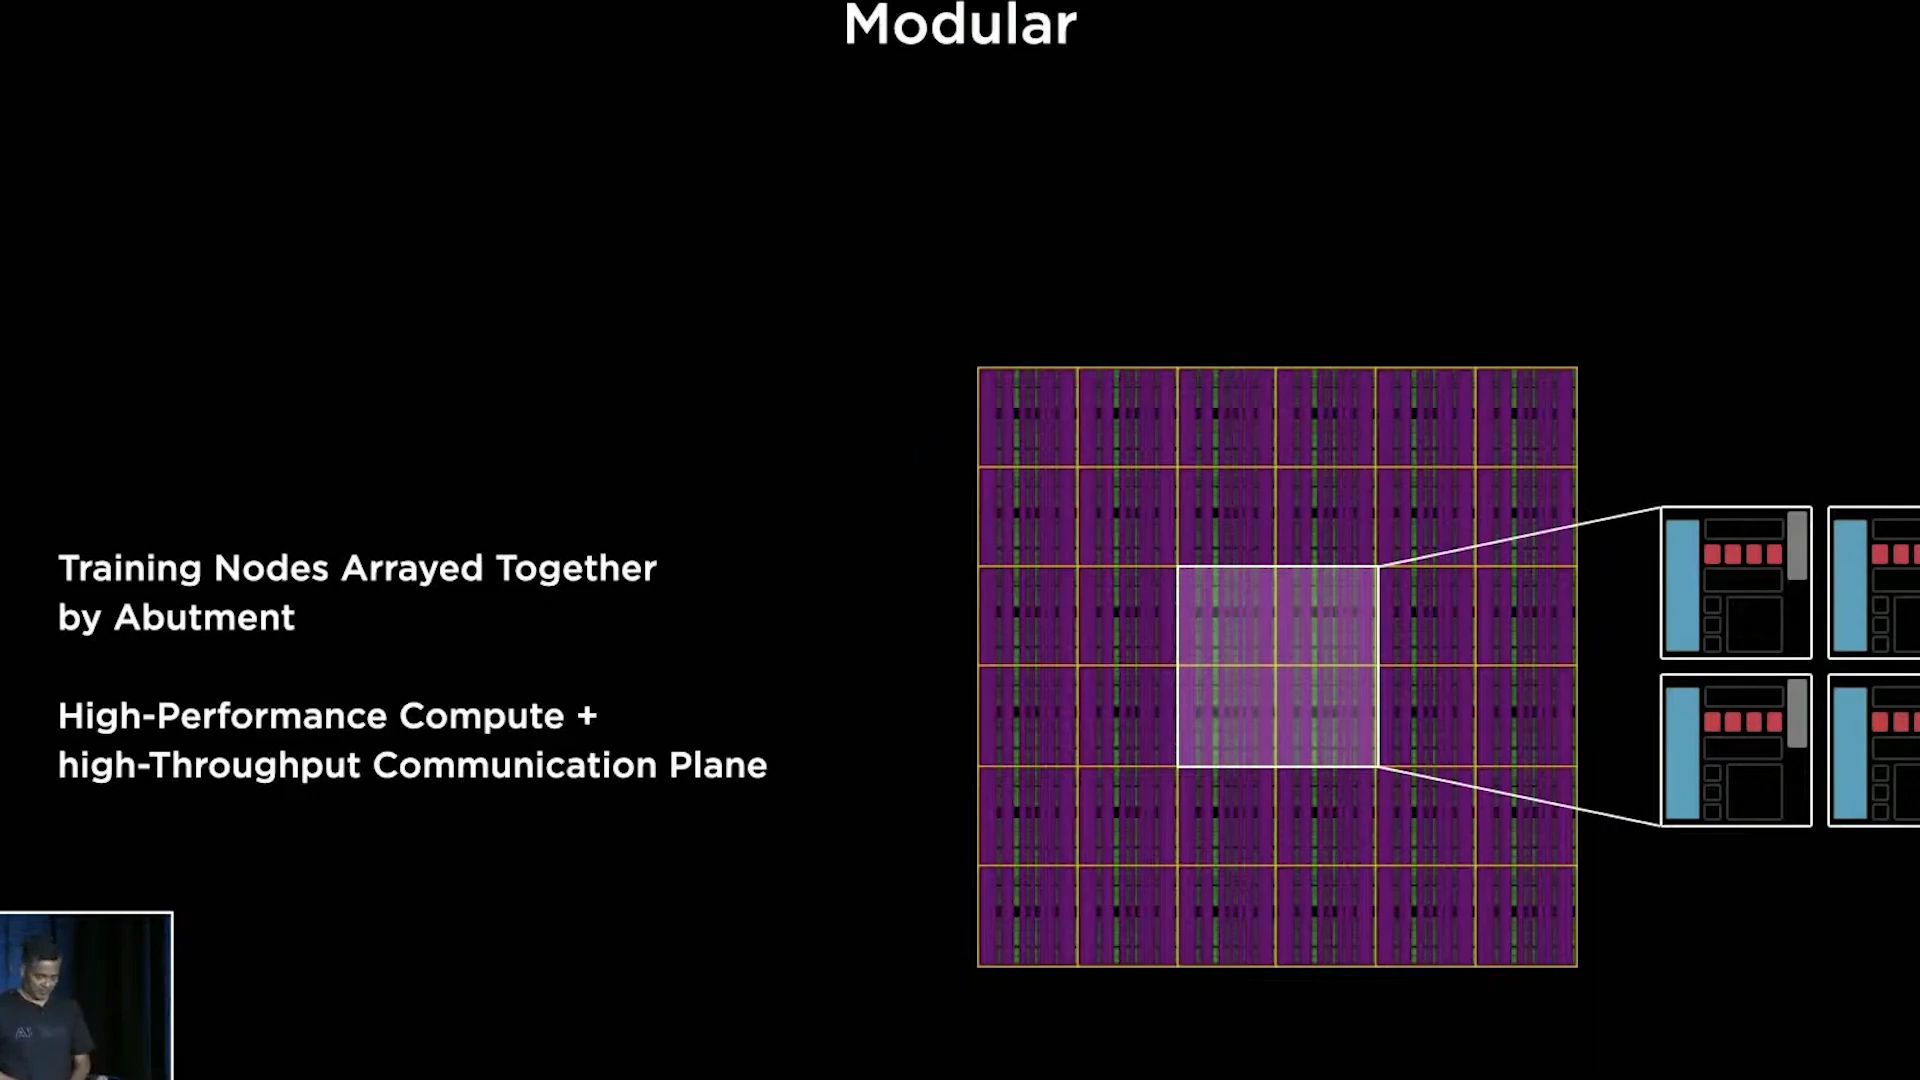 Modular
Training Nodes Arrayed Together
by Abutment
High-Performance Compute +
high-Throughput Communication Plane